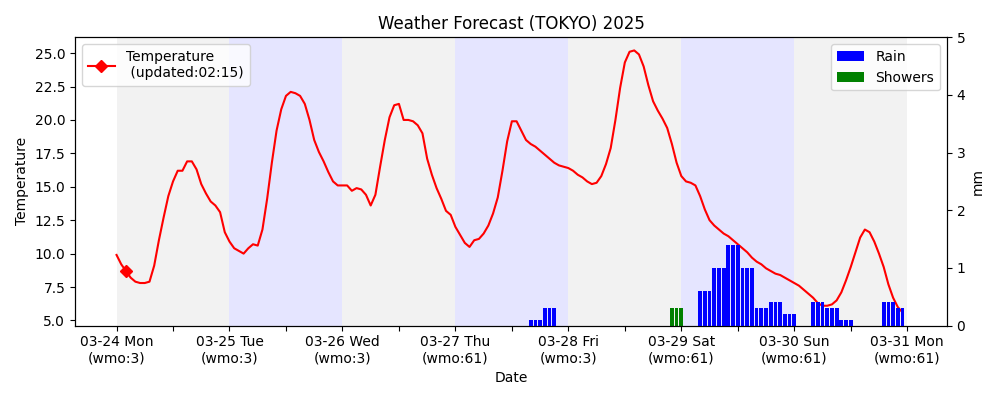 Weather Forecast (TOKYO) 2025
Temperature
(updated:02:15)
Rain
Showers
25.0
22.5
20.0
17.5
15.0
12.5
10.0
7.5
5.0
Temperature
5
4
3
2
1
0
mm
03-24 Mon 03-25 Tue 03-26 Wed 03-27 Thu 03-28 Fri 03-29 Sat 03-30 Sun 03-31 Mon
(wmo:3) (wmo:3) (wmo:3) (wmo:61) (wmo:3) (wmo:61) (wmo:61) (wmo:61)
Date